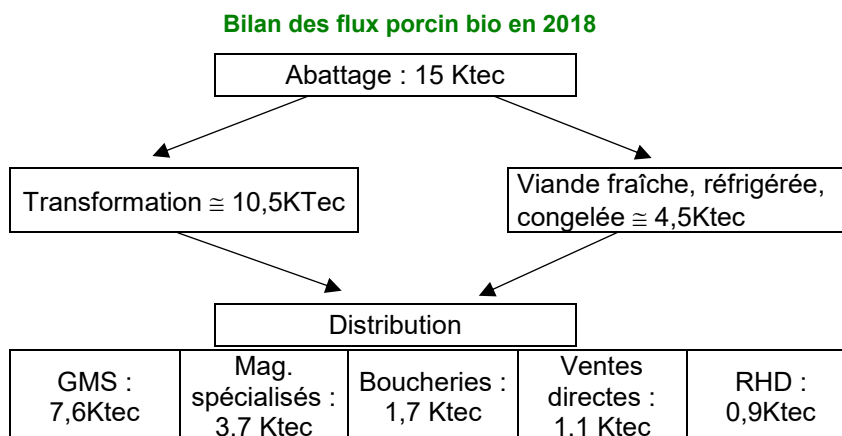 Bilan des flux porcin bio en 2018
Abattage : 15 Ktec
Transformation ≅ 10,5KTec
Viande fraîche, réfrigérée,
congelée ≅ 4,5Ktec
Distribution
GMS :
7,6Ktec
Mag.
spécialisés :
3,7 Ktec
Boucheries :
1,7 Ktec
Ventes
directes :
1,1 Ktec
RHD :
0,9Ktec